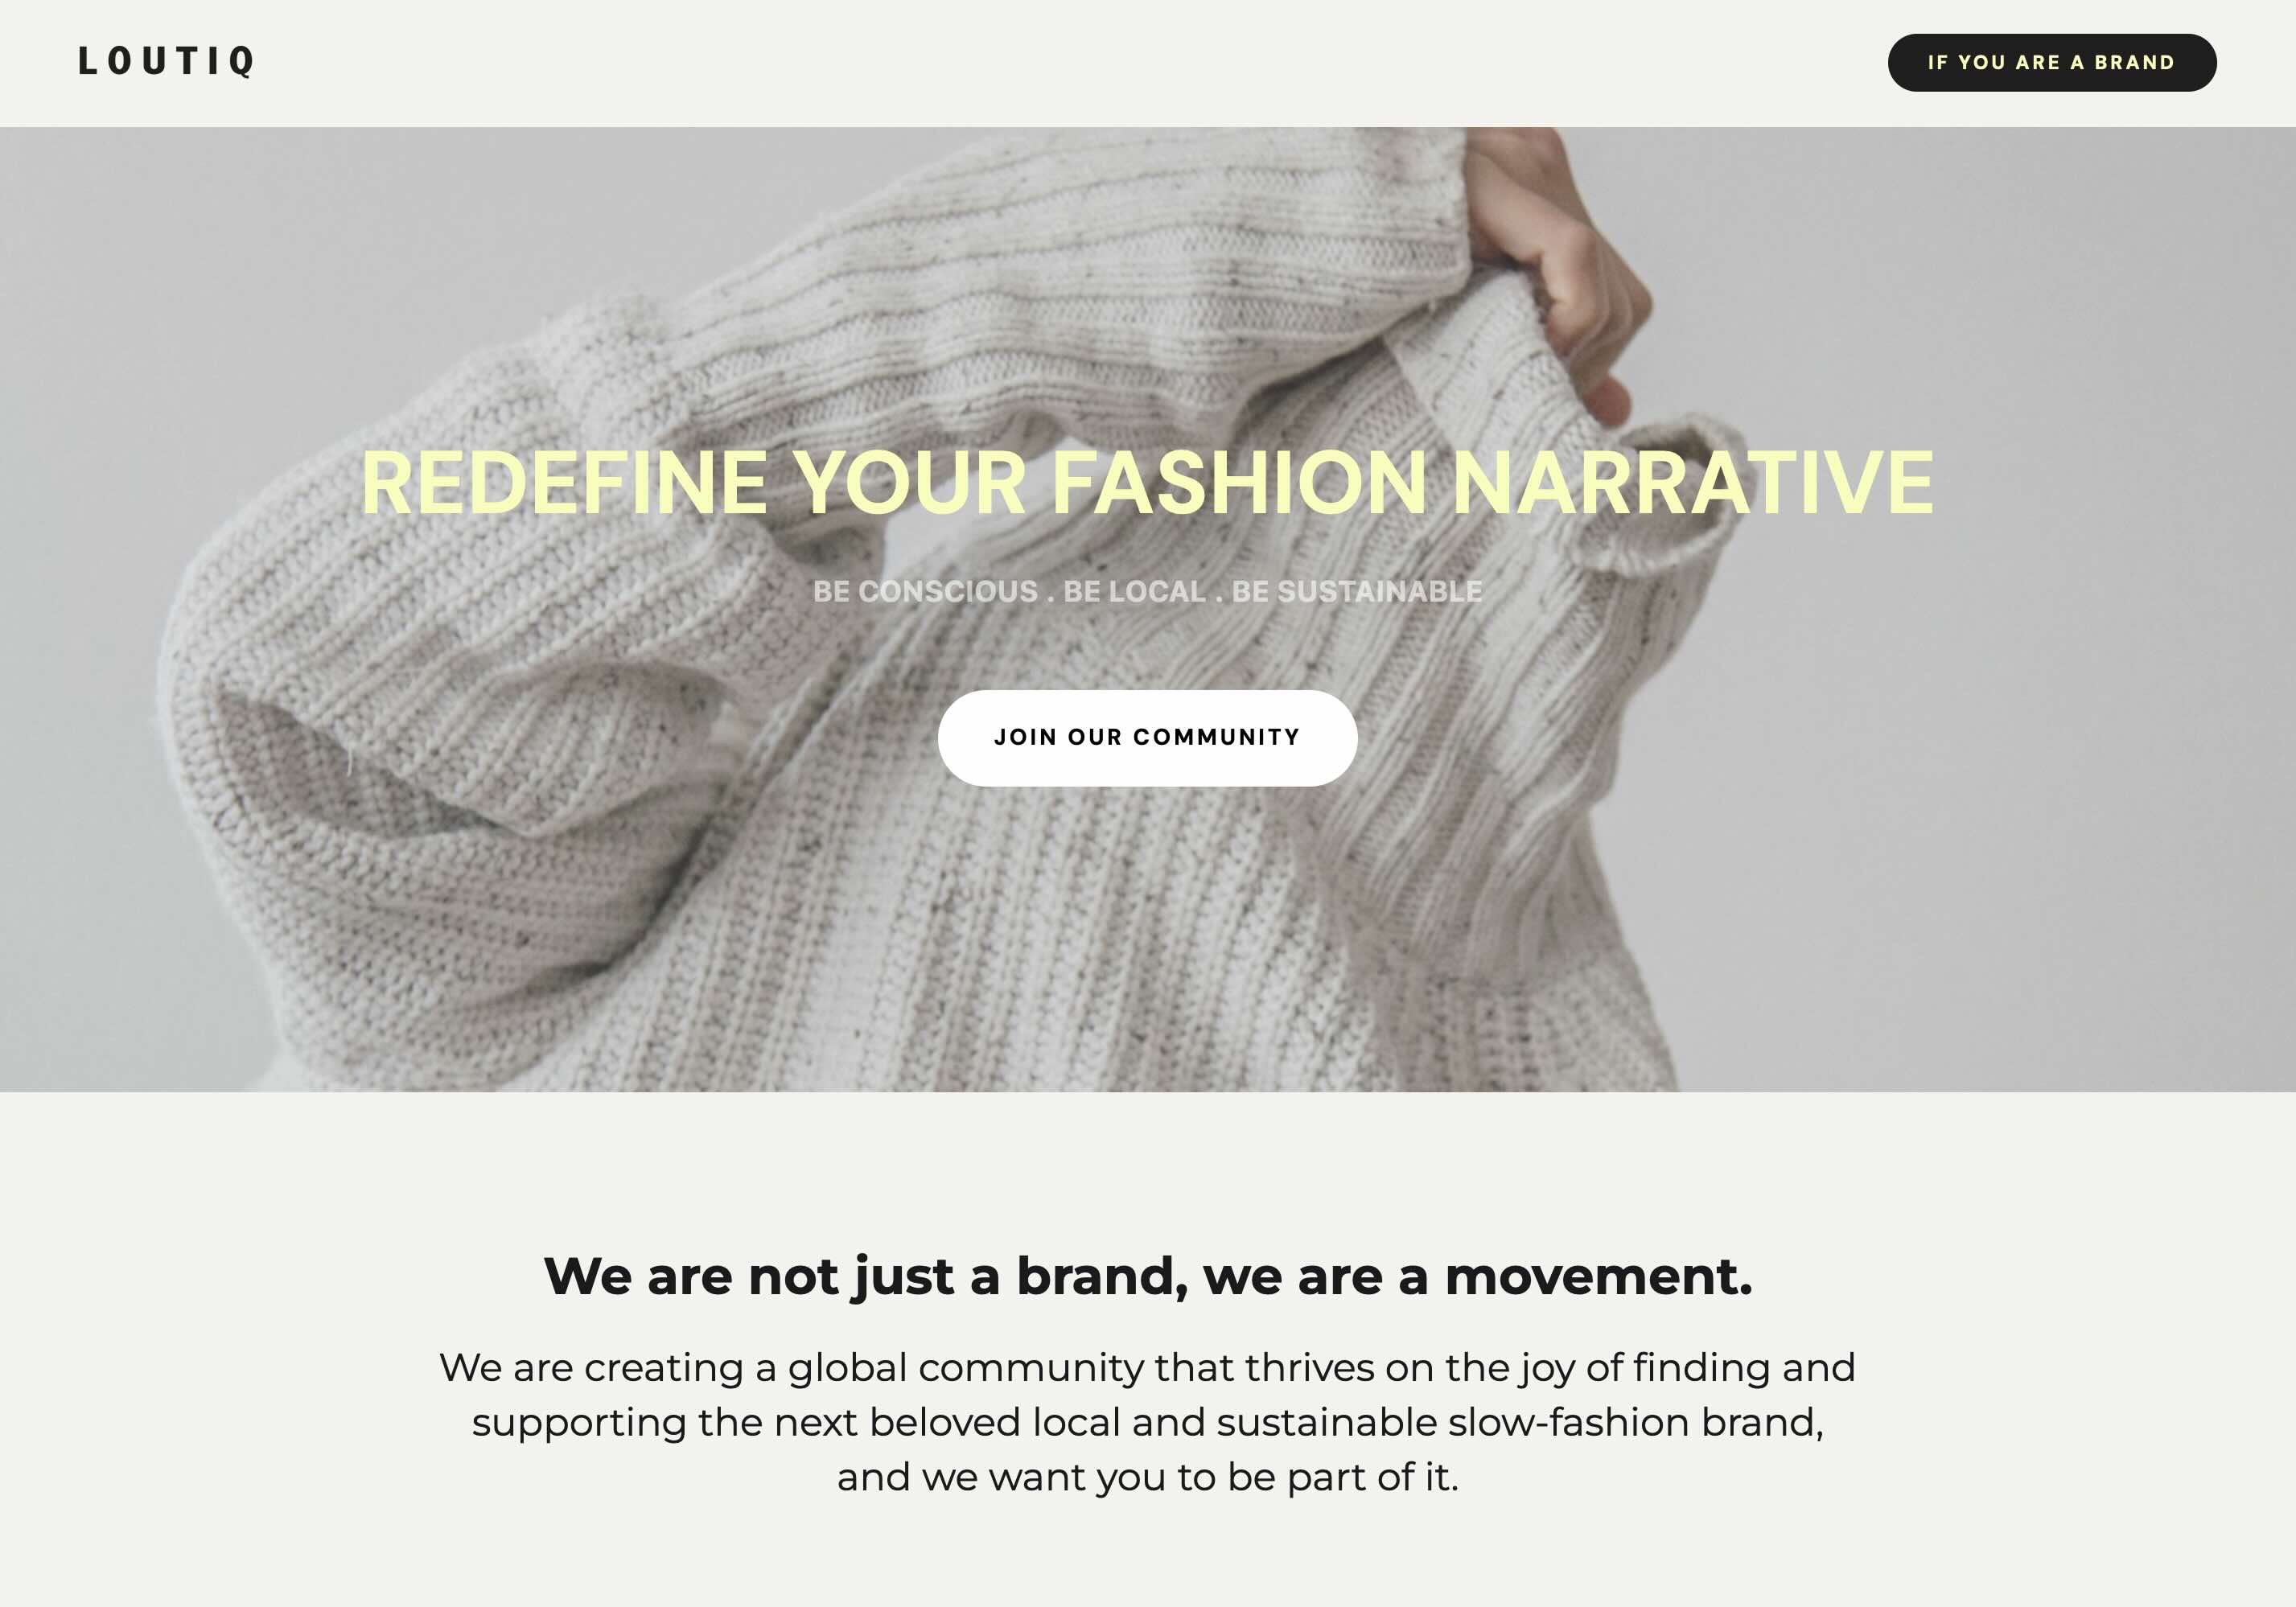 LOUTIQ
IF YOU ARE A BRAND
REDEFINE YOUR FASHION NARRATIVE
BE CONSCIOUS . BE LOCAL . BE SUSTAINABLE
JOIN OUR COMMUNITY
We are not just a brand, we are a movement.
We are creating a global community that thrives on the joy of finding and
supporting the next beloved local and sustainable slow-fashion brand,
and we want you to be part of it.